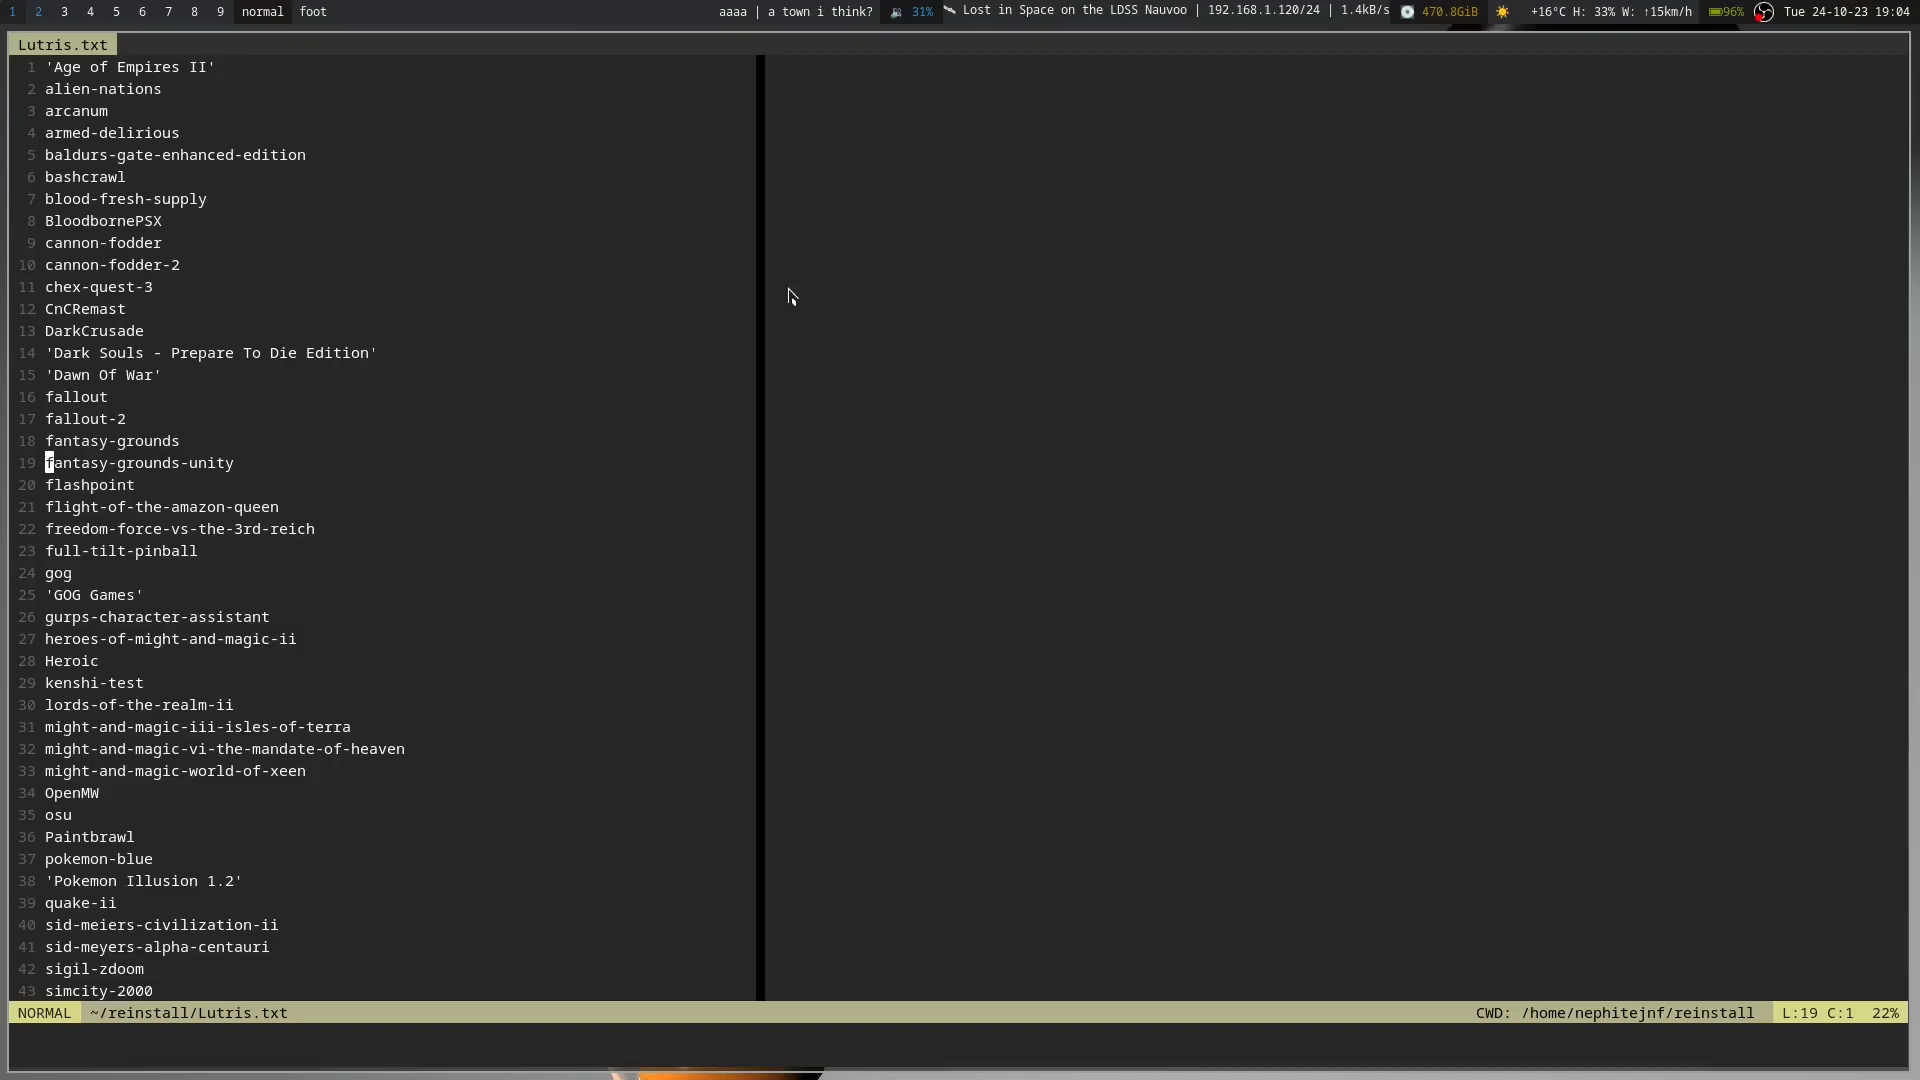 1 2 3 4 5 6 7 8 9 normal foot aaaa | a town i think? 31% Lost in Space on the LDSS Nauvoo | 192.168.1.120/24 | 1.4kB/s 470.8GiB +16°C H: 33% W: ↑15km/h 96% Tue 24-10-23 19:04
Lutris.txt
1 'Age of Empires II'
2 alien-nations
3 arcanum
4 armed-delirious
5 baldurs-gate-enhanced-edition
6 bashcrawl
7 blood-fresh-supply
8 BloodbornePSX
9 cannon-fodder
10 cannon-fodder-2
11 chex-quest-3
12 CnCRemast
13 DarkCrusade
14 'Dark Souls - Prepare To Die Edition'
15 'Dawn Of War'
16 fallout
17 fallout-2
18 fantasy-grounds
19 fantasy-grounds-unity
20 flashpoint
21 flight-of-the-amazon-queen
22 freedom-force-vs-the-3rd-reich
23 full-tilt-pinball
24 gog
25 'GOG Games'
26 gurps-character-assistant
27 heroes-of-might-and-magic-ii
28 Heroic
29 kenshi-test
30 lords-of-the-realm-ii
31 might-and-magic-iii-isles-of-terra
32 might-and-magic-vi-the-mandate-of-heaven
33 might-and-magic-world-of-xeen
34 OpenMW
35 osu
36 Paintbrawl
37 pokemon-blue
38 'Pokemon Illusion 1.2'
39 quake-ii
40 sid-meiers-civilization-ii
41 sid-meyers-alpha-centauri
42 sigil-zdoom
43 simcity-2000
NORMAL ~/reinstall/Lutris.txt CWD: /home/nephitejnf/reinstall L:19 C:1 22%